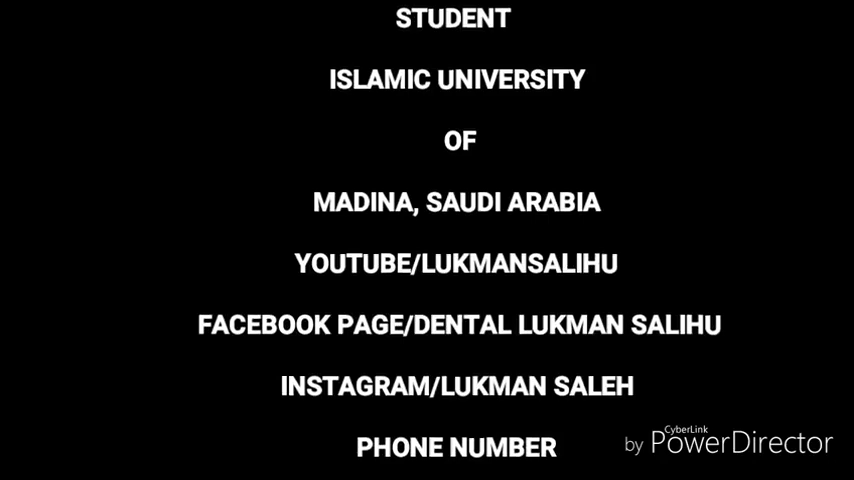 STUDENT
ISLAMIC UNIVERSITY
OF
MADINA, SAUDI ARABIA
YOUTUBE/LUKMANSALIHU
FACEBOOK PAGE/DENTAL LUKMAN SALIHU
INSTAGRAM/LUKMAN SALEH
PHONE NUMBER
CyberLink
by PowerDirector